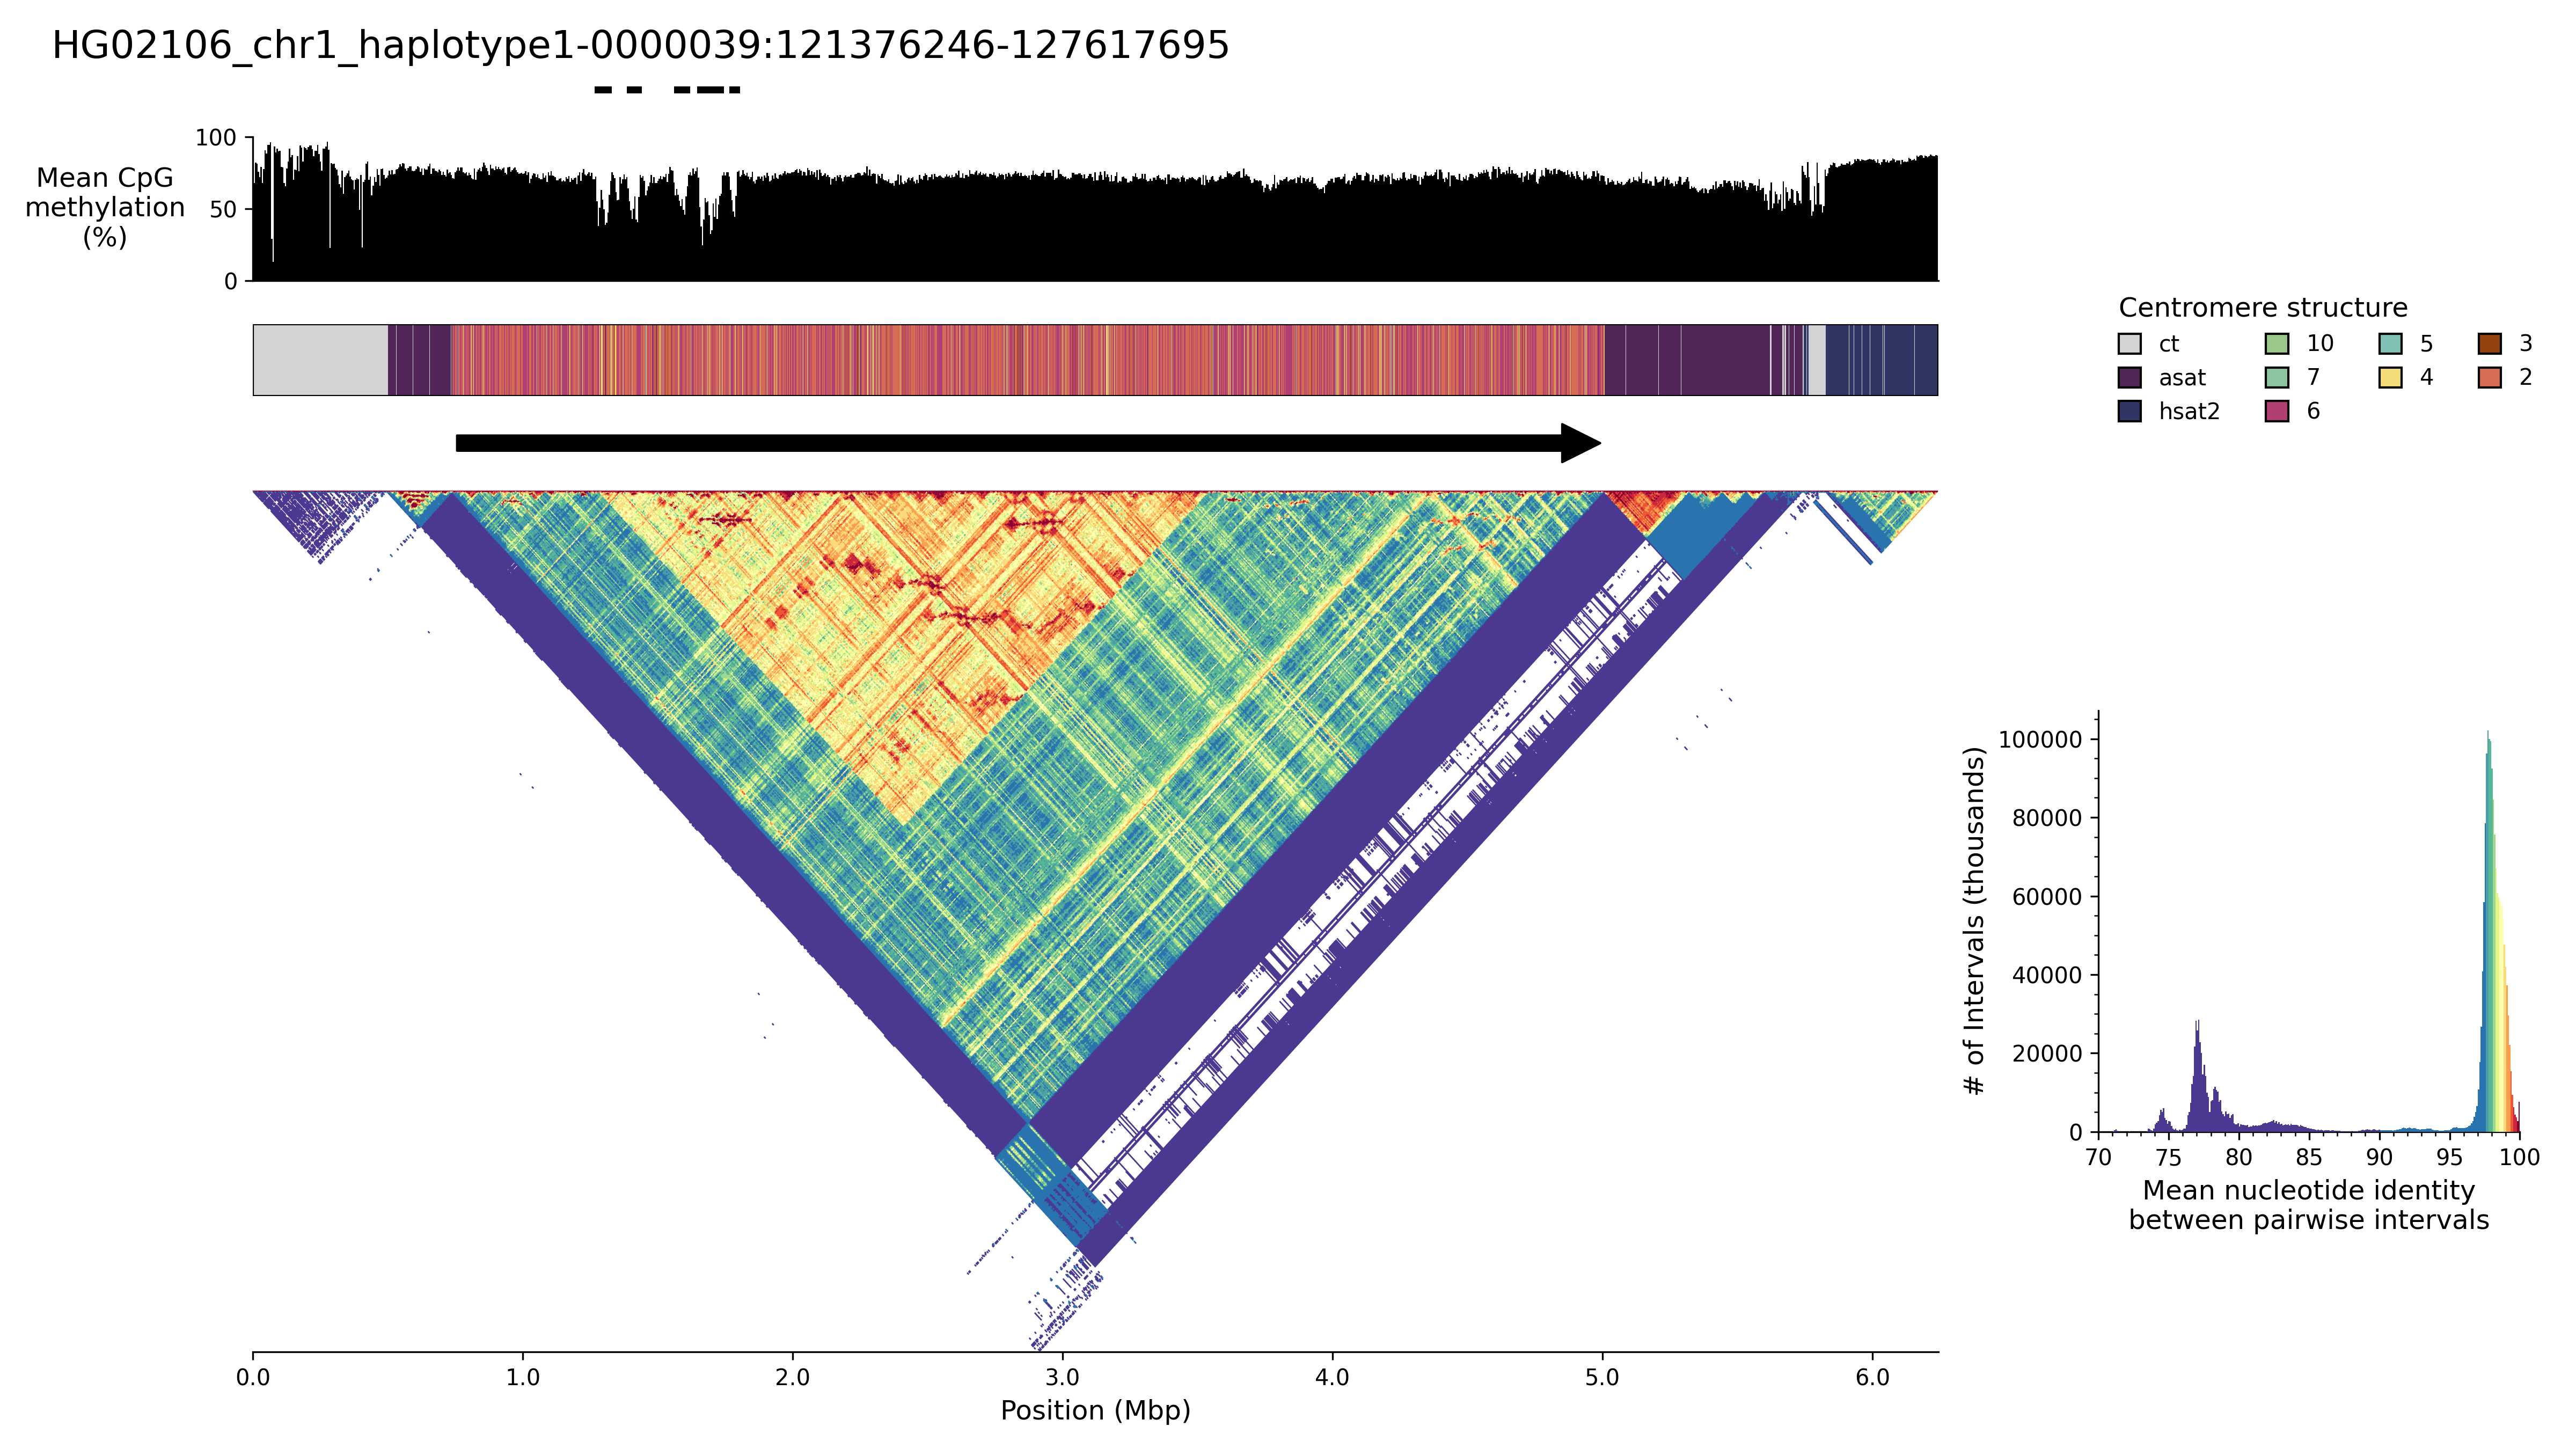 HG02106_chr1_haplotype1-0000039:121376246-127617695
100
50
0
Mean CpG
methylation
(%)
Centromere structure
ct
asat
hsat2
10
7
6
5
4
3
2
# of Intervals (thousands)
100000
80000
60000
40000
20000
0
70 75 80 85 90 95 100
Mean nucleotide identity
between pairwise intervals
0.0 1.0 2.0 3.0 4.0 5.0 6.0
Position (Mbp)